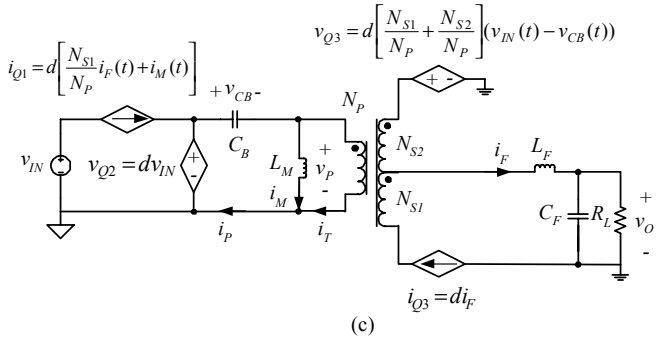 v_{Q3} = d[N_{S1}/N_P + N_{S2}/N_P](v_{IN}(t) − v_{CB}(t))
i_{Q1} = d[N_{S1}/N_P i_F(t) + i_M(t)]
+ v_{CB} -
N_P
+ -
C_B
N_{S2}
i_F
L_F
v_{IN}
+
-
v_{Q2} = dv_{IN}
+
-
L_M
i_M
+
v_P
-
N_{S1}
C_F
R_L
+
v_O
-
i_P
i_T
i_{Q3} = di_F
(c)